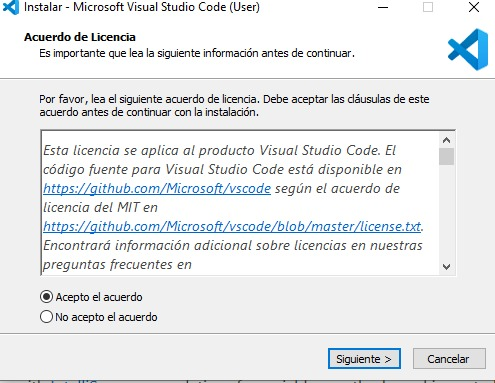 Instalar - Microsoft Visual Studio Code (User)
Acuerdo de Licencia
Es importante que lea la siguiente información antes de continuar.
Por favor, lea el siguiente acuerdo de licencia. Debe aceptar las cláusulas de este
acuerdo antes de continuar con la instalación.
Esta licencia se aplica al producto Visual Studio Code. El
código fuente para Visual Studio Code está disponible en
https://github.com/Microsoft/vscode según el acuerdo de
licencia del MIT en
https://github.com/Microsoft/vscode/blob/master/license.txt.
Encontrará información adicional sobre licencias en nuestras
preguntas frecuentes en
Acepto el acuerdo
No acepto el acuerdo
Siguiente >
Cancelar